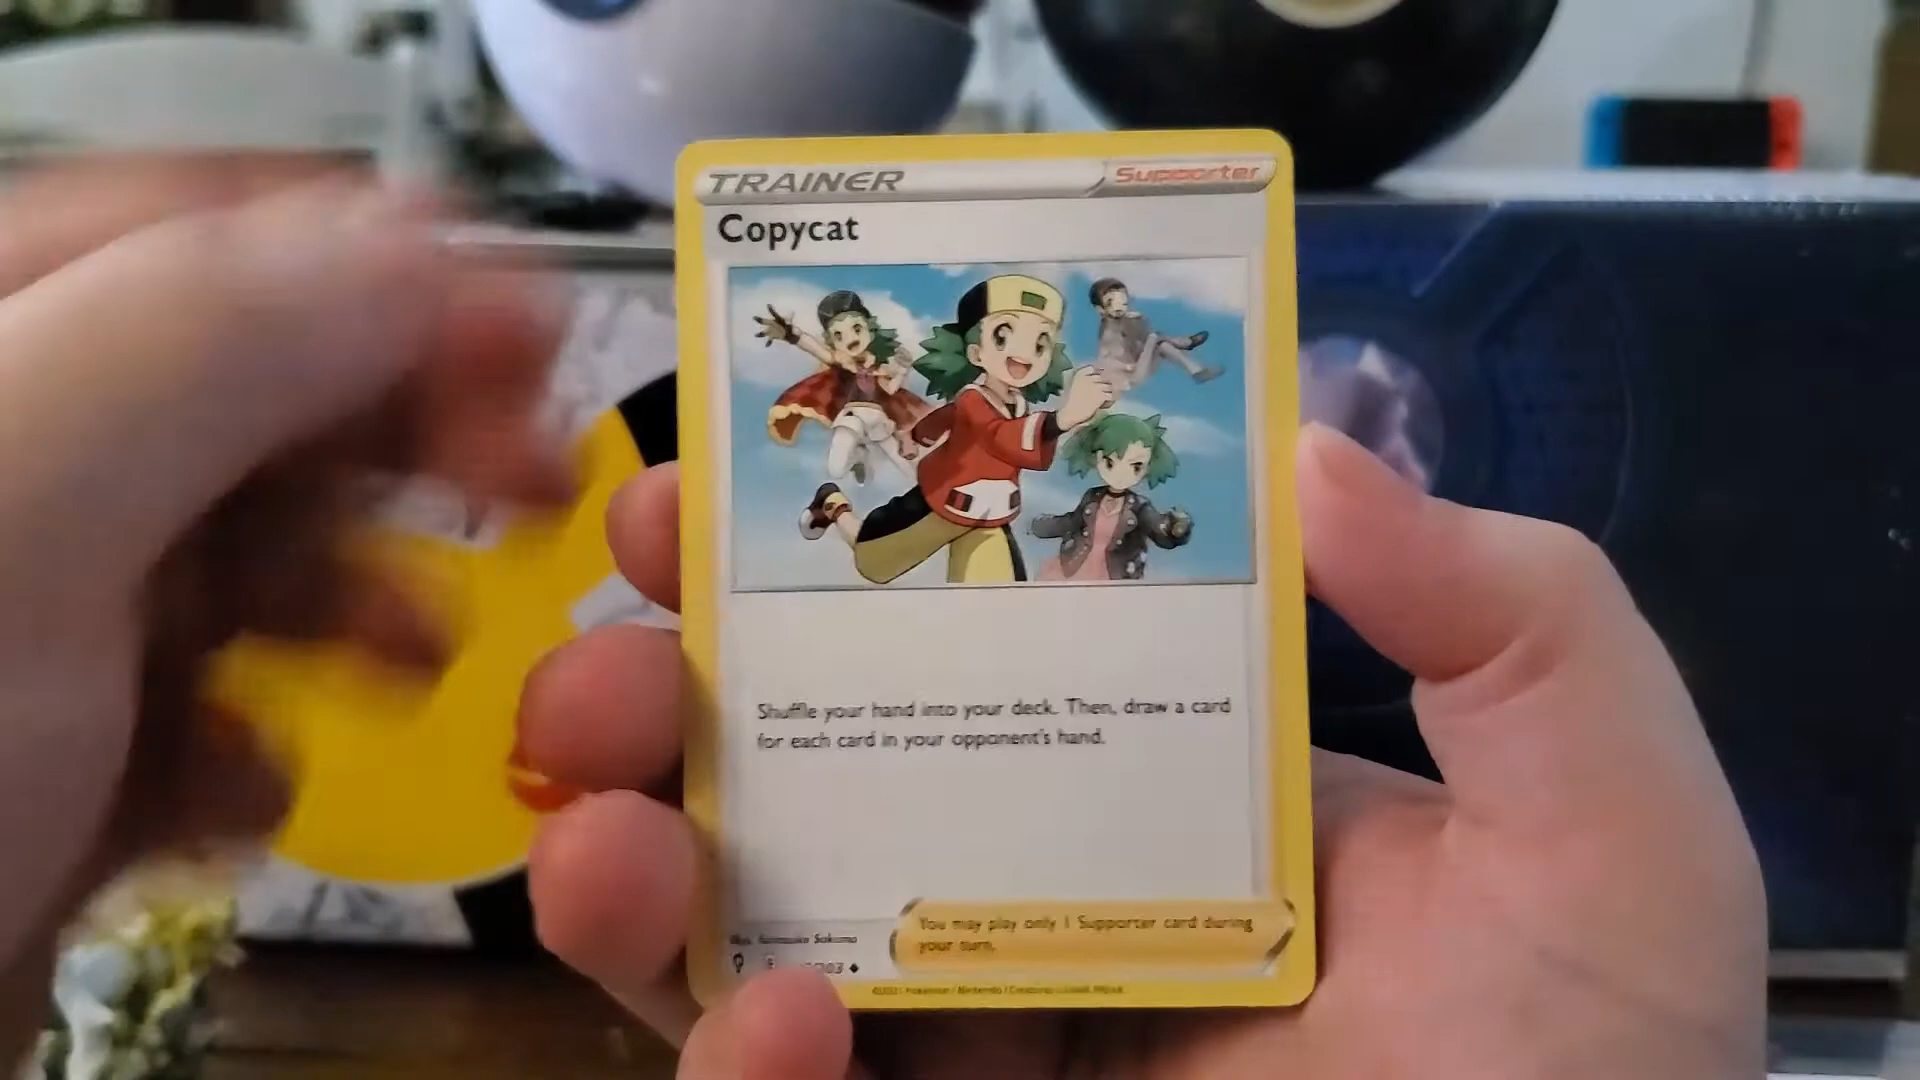 TRAINER
Supporter
Copycat
Shuffle your hand into your deck. Then, draw a card
for each card in your opponent's hand.
You may play only 1 Supporter card during
your turn.